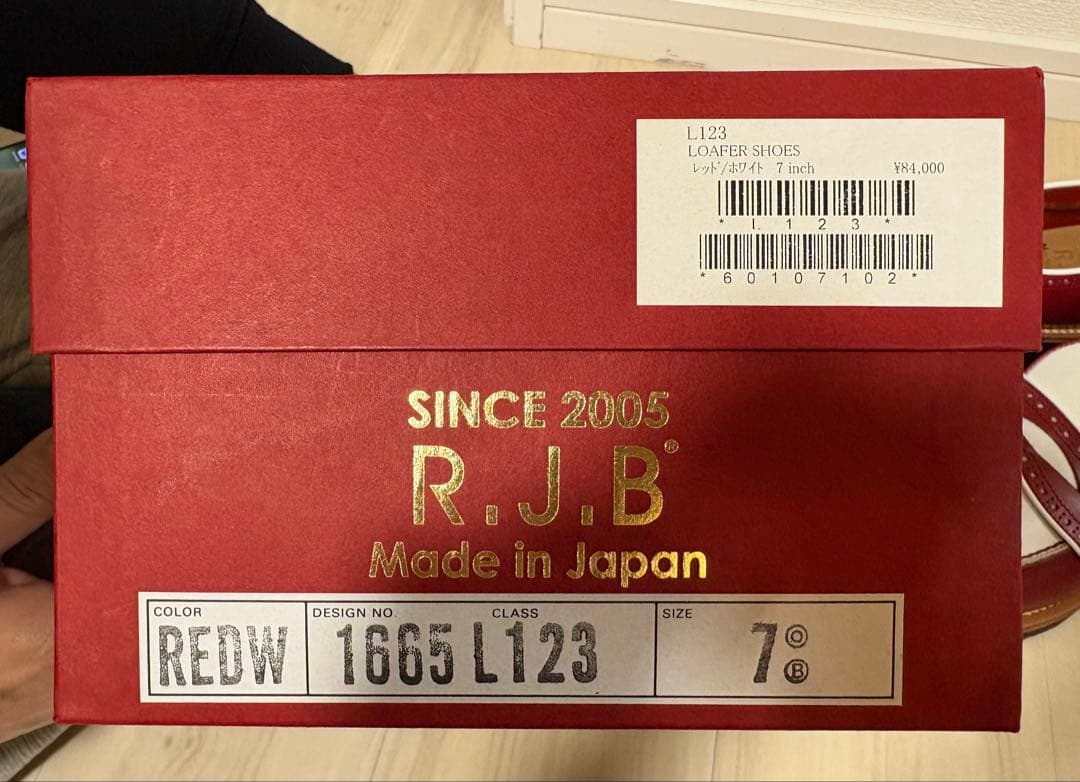 L123
LOAFER SHOES
レッド/ホワイト 7 inch ¥84,000
* L 1 2 3 *
* 6 0 1 0 7 1 0 2 *
SINCE 2005
R.J.B®
Made in Japan
COLOR DESIGN NO. CLASS SIZE
REDW 1665 L123 7 Ⓞ
Ⓑ